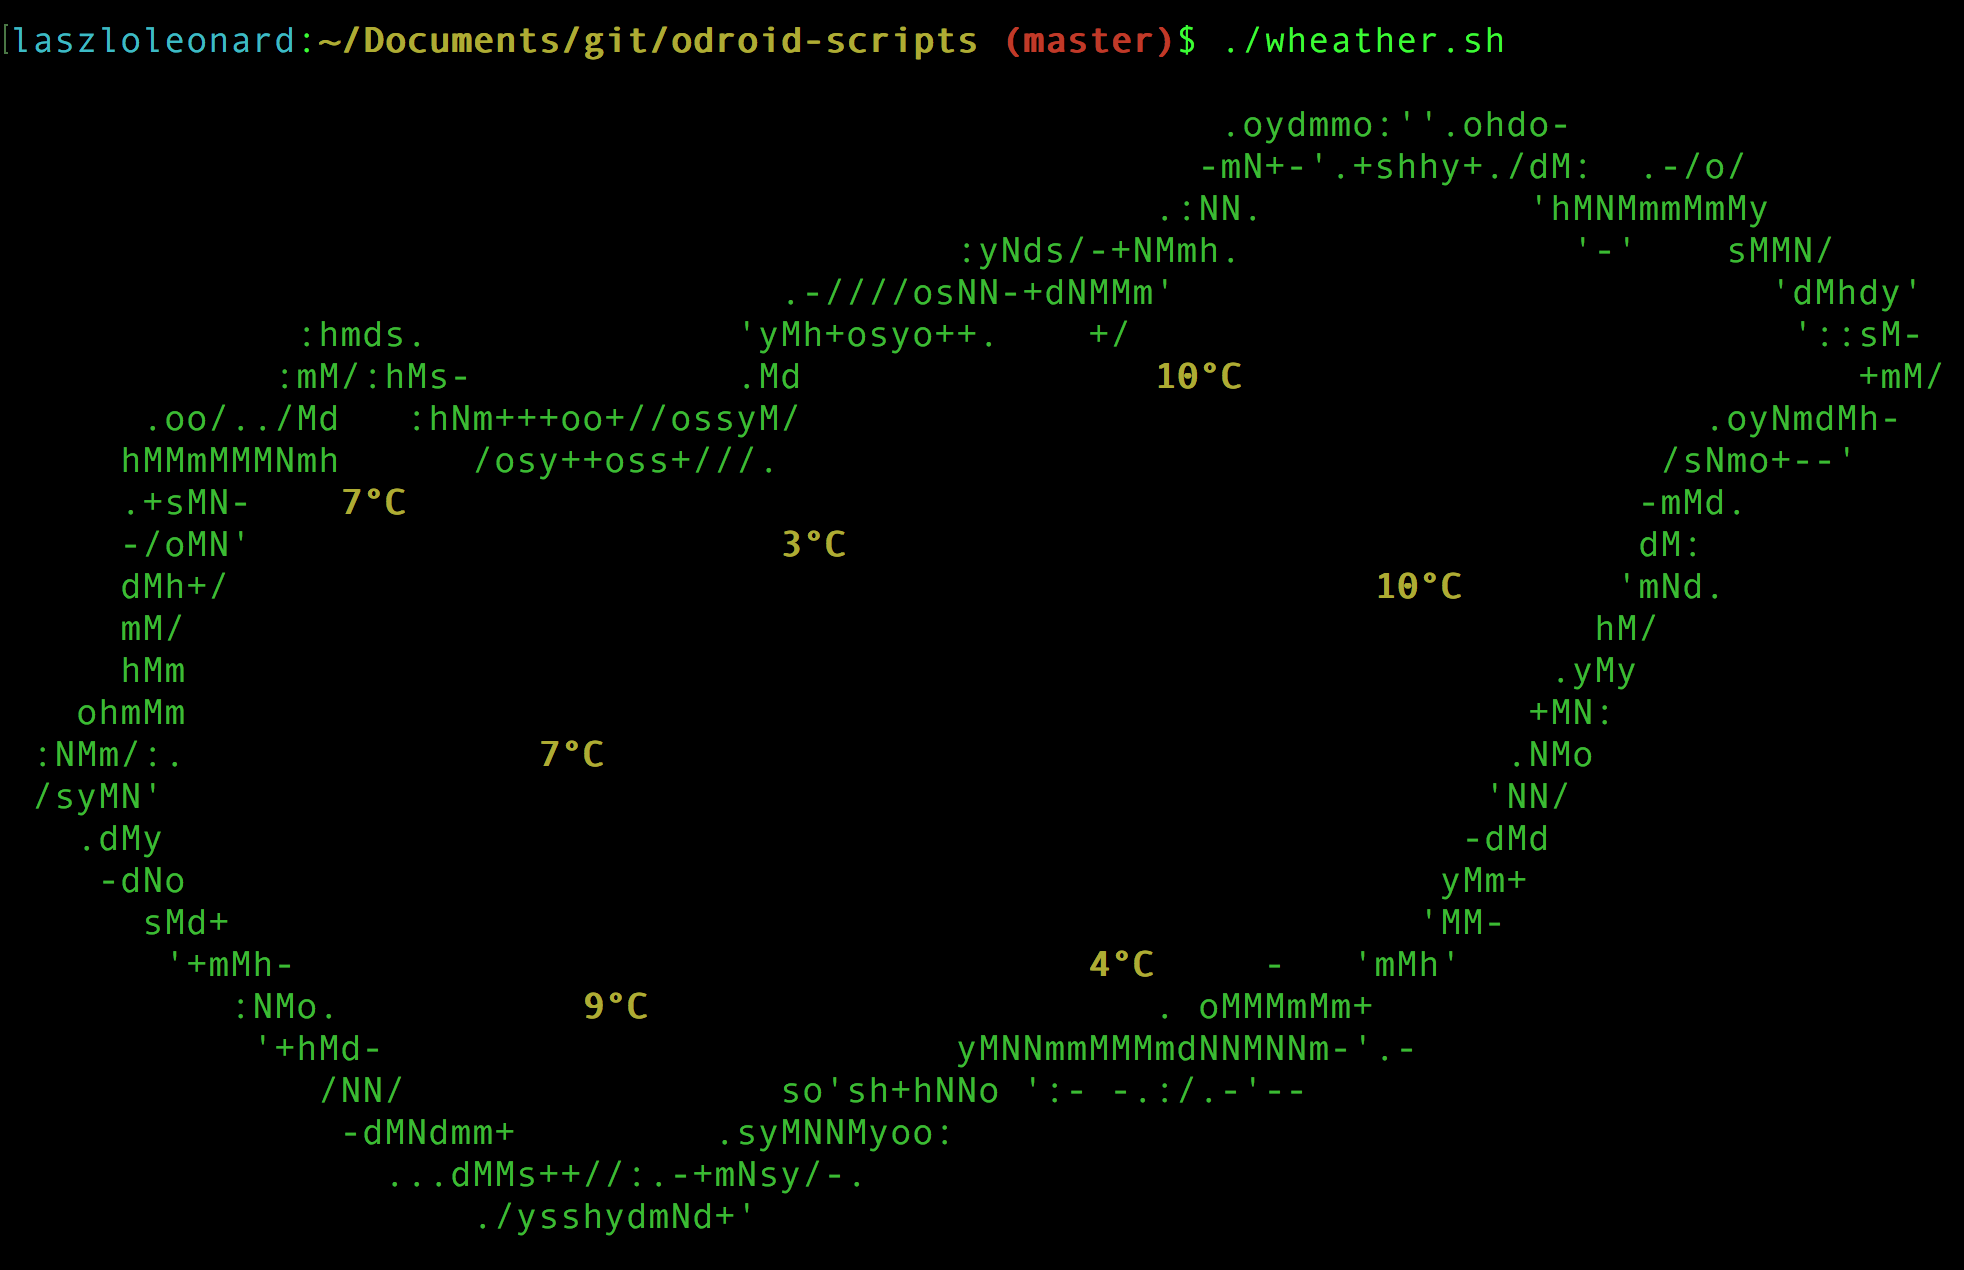 laszloleonard:~/Documents/git/odroid-scripts (master)$ ./wheather.sh
.oydmmo:''.ohdo-
-mN+-'.+shhy+./dM:  .-/o/
.:NN.            'hMNMmmMmMy
:yNds/-+NMmh.               '-'    sMMN/
.-////osNN-+dNMMm'                           'dMhdy'
:hmds.              'yMh+osyo++.    +/                              '::sM-
:mM/:hMs-            .Md                10°C                            +mM/
.oo/../Md   :hNm+++oo+//ossyM/                                         .oyNmdMh-
hMMmMMMNmh      /osy++oss+///.                                        /sNmo+--'
.+sMN-    7°C                                                        -mMd.
-/oMN'                        3°C                                    dM:
dMh+/                                                    10°C       'mNd.
mM/                                                                hM/
hMm                                                              .yMy
ohmMm                                                             +MN:
:NMm/:.                7°C                                         .NMo
/syMN'                                                            'NN/
.dMy                                                           -dMd
-dNo                                                         yMm+
sMd+                                                      'MM-
'+mMh-                                    4°C     -   'mMh'
:NMo.           9°C                       . oMMMmMm+
'+hMd-                          yMNNmmMMMmdNNMNNm-'.-
/NN/                 so'sh+hNNo ':- -.:/.-'--
-dMNdmm+         .syMNNMyoo:
...dMMs++//:.-+mNsy/-.
./ysshydmNd+'